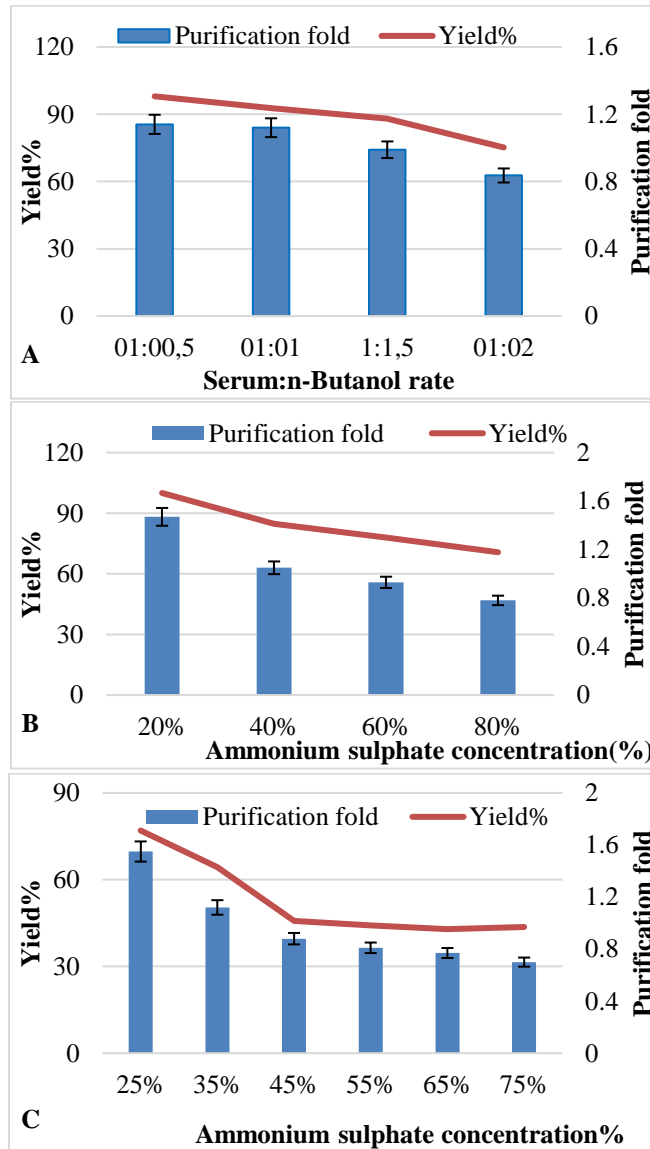 Purification fold Yield%
120
90
60
30
0
Yield%
1.6
1.2
0.8
0.4
0
Purification fold
01:00,5 01:01 1:1,5 01:02
A
Serum:n-Butanol rate
Purification fold Yield%
120
90
60
30
0
Yield%
2
1.6
1.2
0.8
0.4
0
Purification fold
20% 40% 60% 80%
B
Ammonium sulphate concentration(%)
Purification fold Yield%
90
60
30
0
Yield%
2
1.6
1.2
0.8
0.4
0
Purification fold
25% 35% 45% 55% 65% 75%
C
Ammonium sulphate concentration%